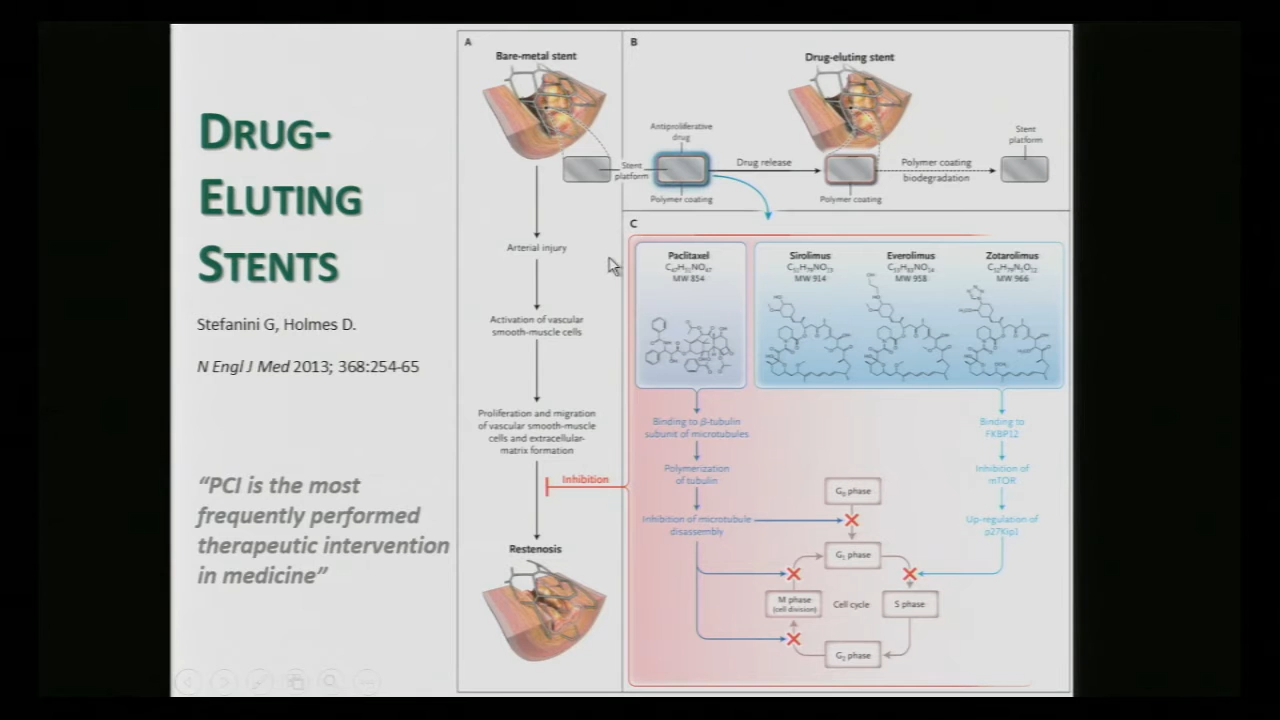 DRUG-
ELUTING
STENTS
Stefanini G, Holmes D.
N Engl J Med 2013; 368:254-65
“PCI is the most
frequently performed
therapeutic intervention
in medicine”
A
Bare-metal stent
Stent
platform
Arterial injury
Activation of vascular
smooth-muscle cells
Proliferation and migration
of vascular smooth-muscle
cells and extracellular-
matrix formation
Inhibition
Restenosis
B
Drug-eluting stent
Antiproliferative
drug
Polymer coating
Drug release
Polymer coating
Polymer coating
biodegradation
Stent
platform
C
Paclitaxel
MW 854
Sirolimus
MW 914
Everolimus
MW 958
Zotarolimus
MW 966
Binding to β-tubulin
subunit of microtubules
Polymerization
of tubulin
Inhibition of microtubule
disassembly
Binding to
FKBP12
Inhibition of
mTOR
Up-regulation of
p27Kip1
G₀ phase
G₁ phase
M phase
(cell division)
Cell cycle
S phase
G₂ phase